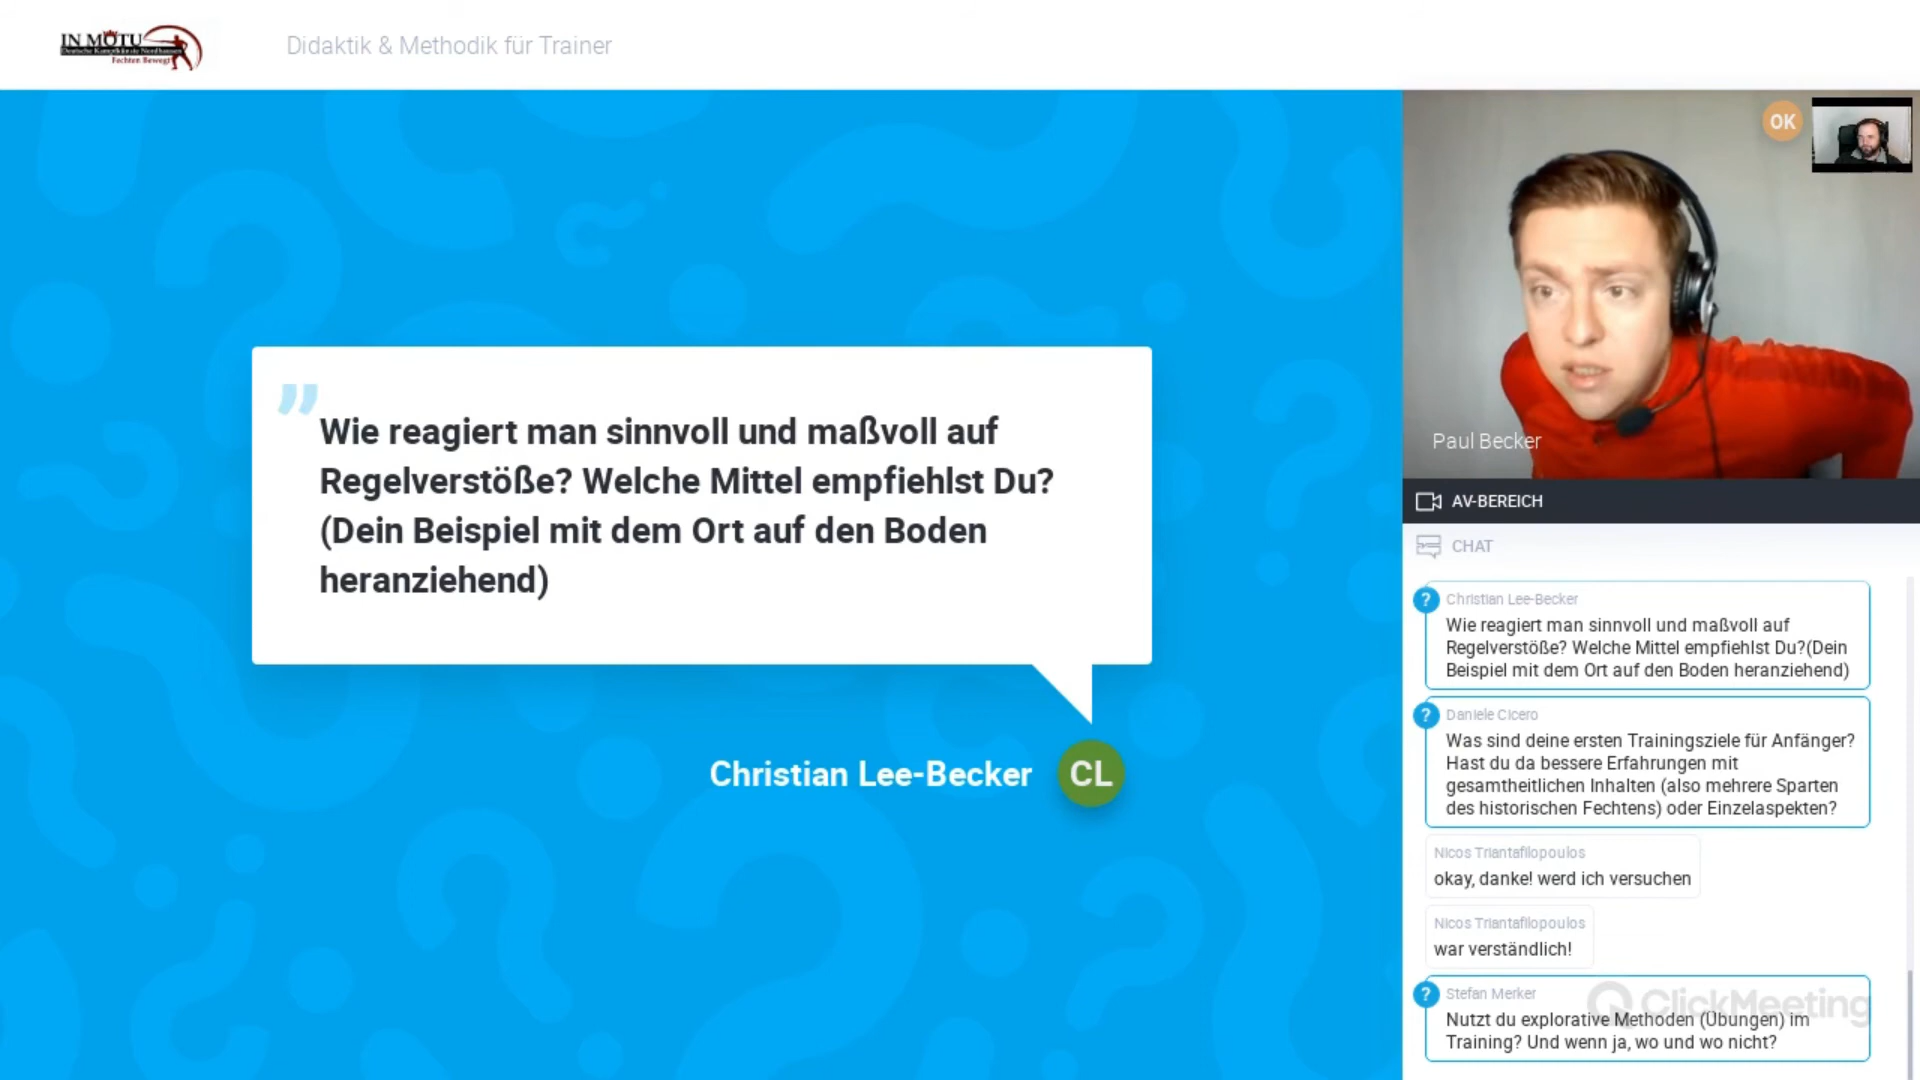 IN MOTU
Fechten Bewegt
Didaktik & Methodik für Trainer
OK
” Wie reagiert man sinnvoll und maßvoll auf
Regelverstöße? Welche Mittel empfiehlst Du?
(Dein Beispiel mit dem Ort auf den Boden
heranziehend)
Christian Lee-Becker CL
Paul Becker
AV-BEREICH
CHAT
? Christian Lee-Becker
Wie reagiert man sinnvoll und maßvoll auf
Regelverstöße? Welche Mittel empfiehlst Du?(Dein
Beispiel mit dem Ort auf den Boden heranziehend)
? Daniele Cicero
Was sind deine ersten Trainingsziele für Anfänger?
Hast du da bessere Erfahrungen mit
gesamtheitlichen Inhalten (also mehrere Sparten
des historischen Fechtens) oder Einzelaspekten?
Nicos Triantafilopoulos
okay, danke! werd ich versuchen
Nicos Triantafilopoulos
war verständlich!
? Stefan Merker
Nutzt du explorative Methoden (Übungen) im
Training? Und wenn ja, wo und wo nicht?
ClickMeeting